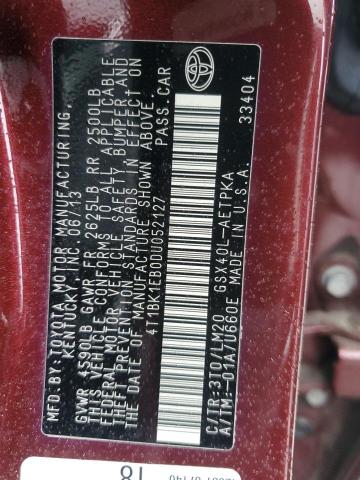 MFD. BY: TOYOTA MOTOR MANUFACTURING,
KENTUCKY, INC. 06/13
GVWR 4590LB GAWR FR 2625LB RR 2500LB
THIS VEHICLE CONFORMS TO ALL APPLICABLE
FEDERAL MOTOR VEHICLE SAFETY, BUMPER, AND
THEFT PREVENTION STANDARDS IN EFFECT ON
THE DATE OF MANUFACTURE SHOWN ABOVE.
4T1BK1EB0DU052127 PASS.CAR
C/TR: 3T0/LM20 GSX40L-AETPKA 33404
A/TM: -01A/U660E MADE IN U.S.A.
18